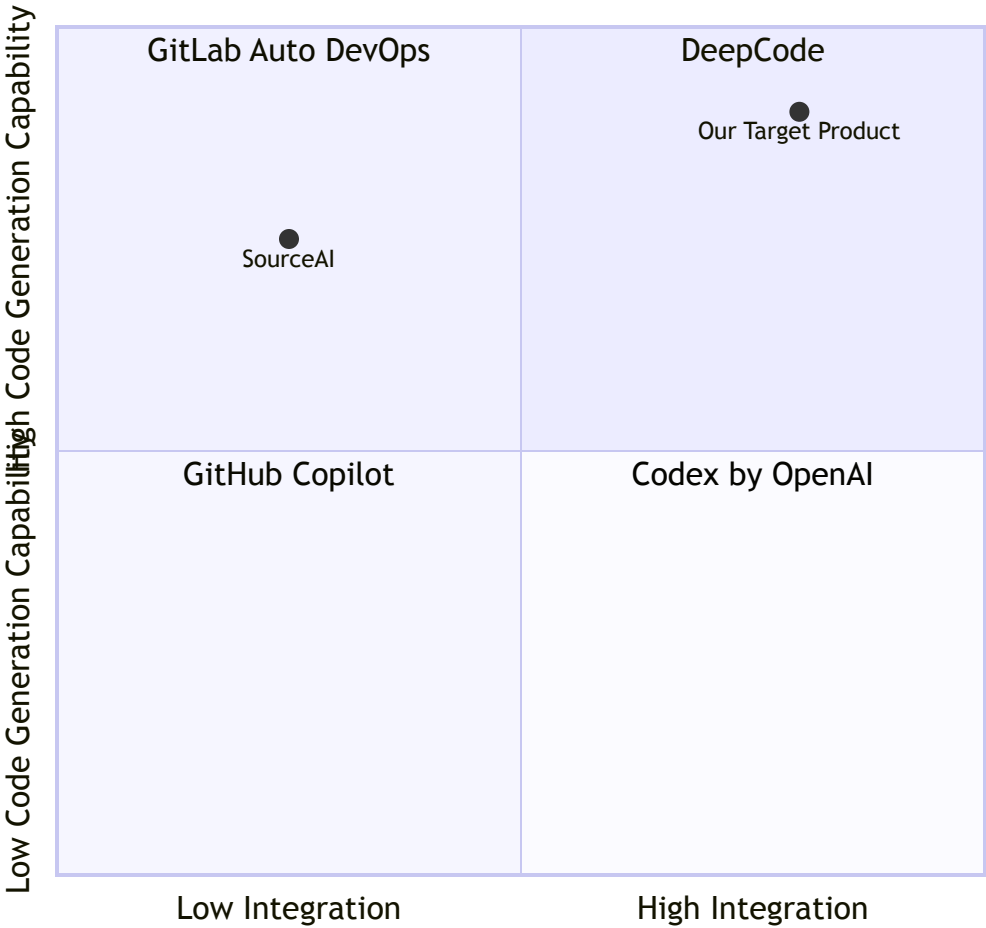 GitLab Auto DevOps
DeepCode
Our Target Product
SourceAI
High Code Generation Capability
GitHub Copilot
Codex by OpenAI
Low Code Generation Capability
Low Integration
High Integration